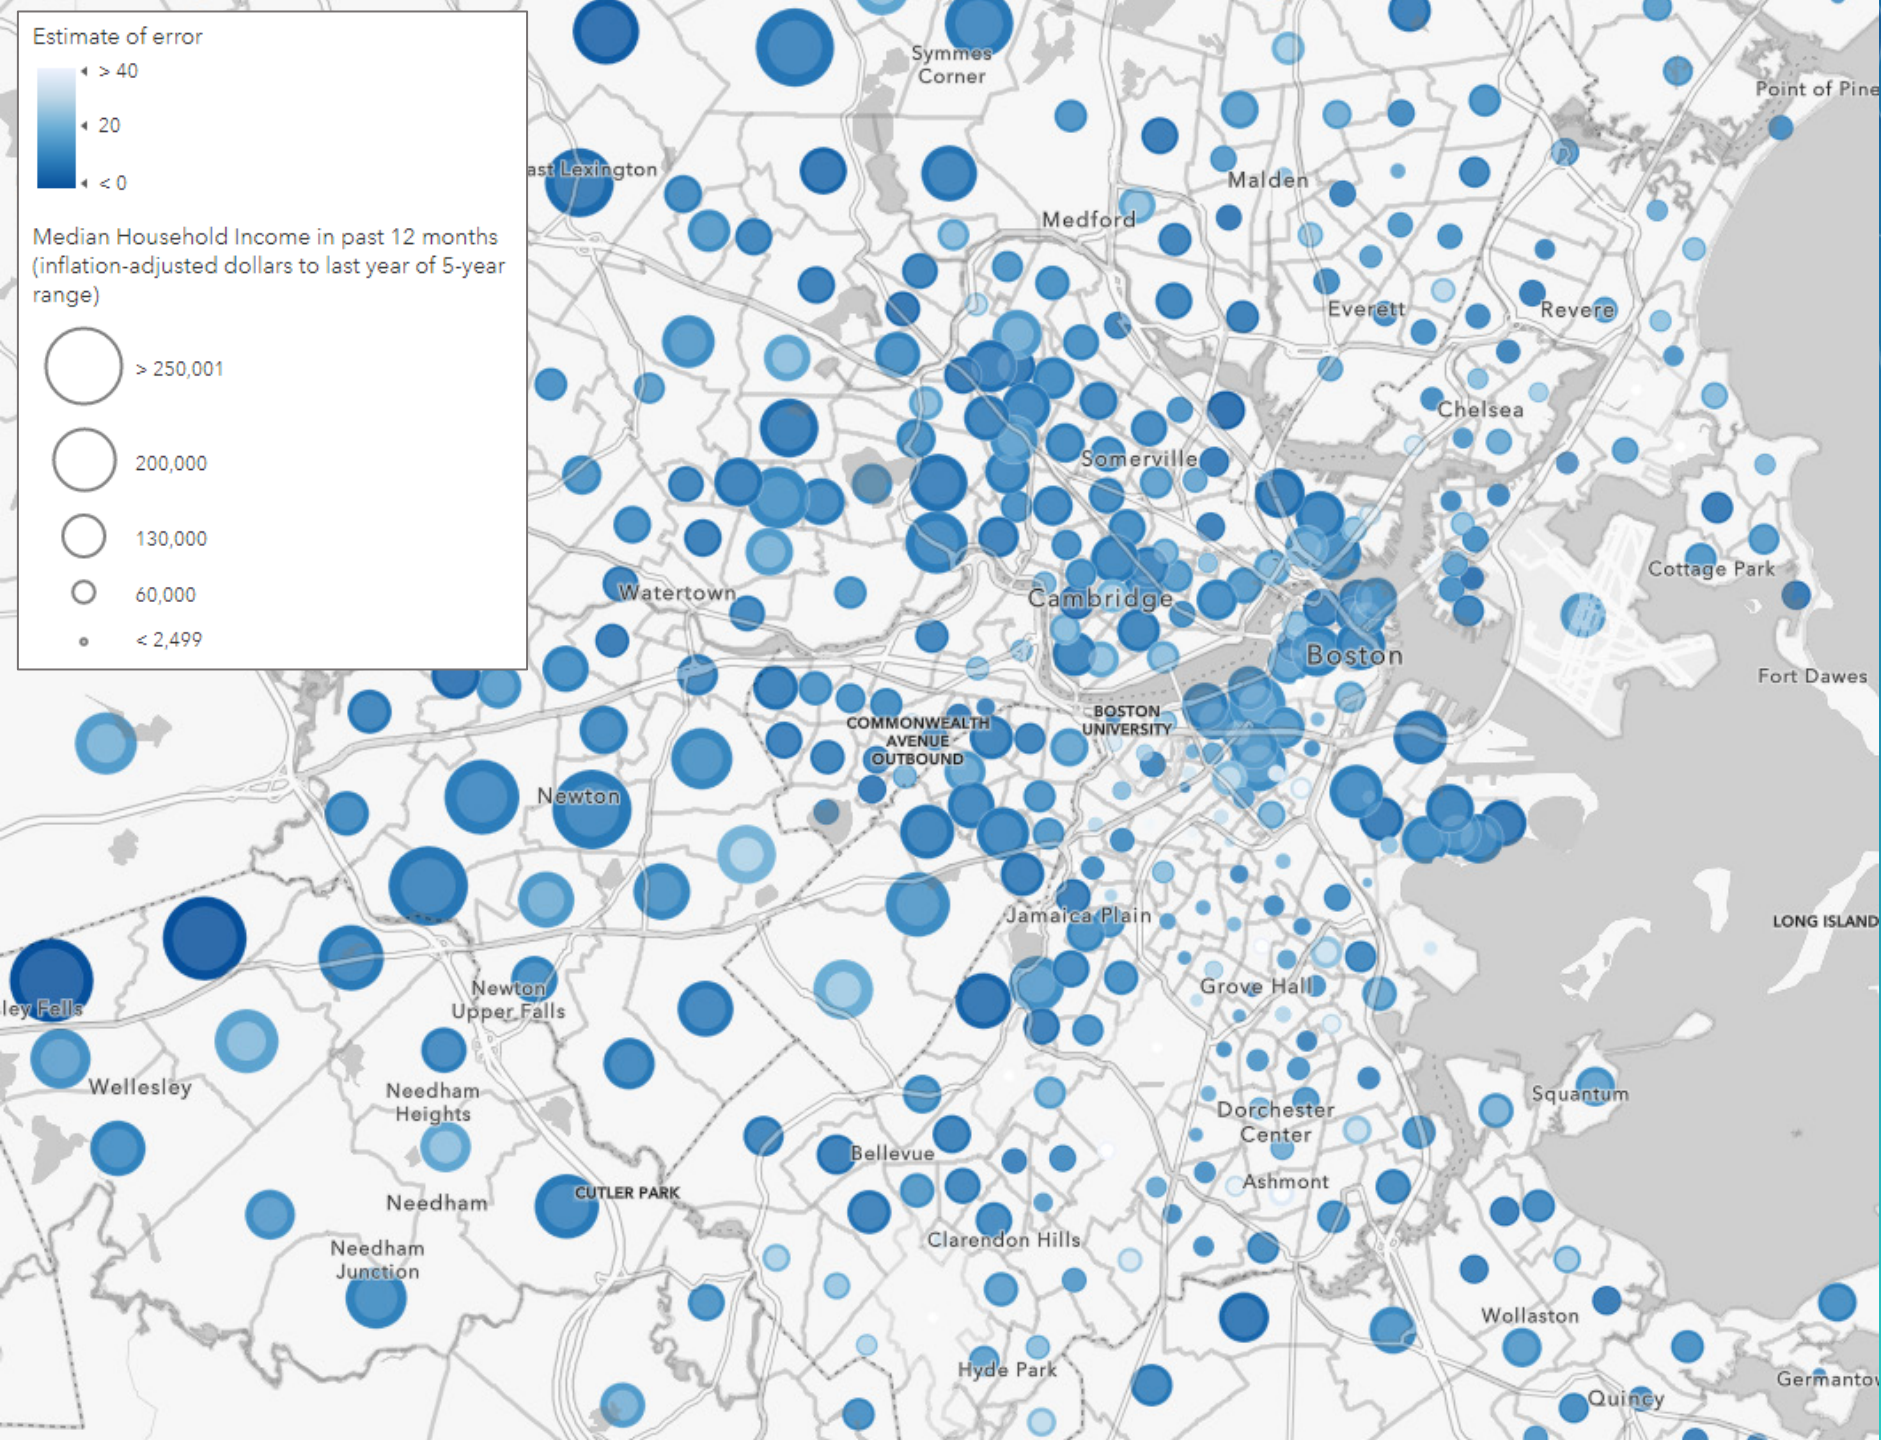 Estimate of error
> 40
20
< 0
Median Household Income in past 12 months
(inflation-adjusted dollars to last year of 5-year
range)
> 250,001
200,000
130,000
60,000
< 2,499
Symmes
Corner
Point of Pine
ast Lexington
Malden
Medford
Everett
Revere
Chelsea
Somerville
Watertown
Cambridge
Cottage Park
Boston
Fort Dawes
COMMONWEALTH
AVENUE
OUTBOUND
BOSTON
UNIVERSITY
Newton
Jamaica Plain
LONG ISLAND
Newton
Upper Falls
Grove Hall
ley Fells
Wellesley
Needham
Heights
Squantum
Dorchester
Center
Bellevue
Ashmont
CUTLER PARK
Needham
Clarendon Hills
Needham
Junction
Wollaston
Hyde Park
Germanto
Quincy